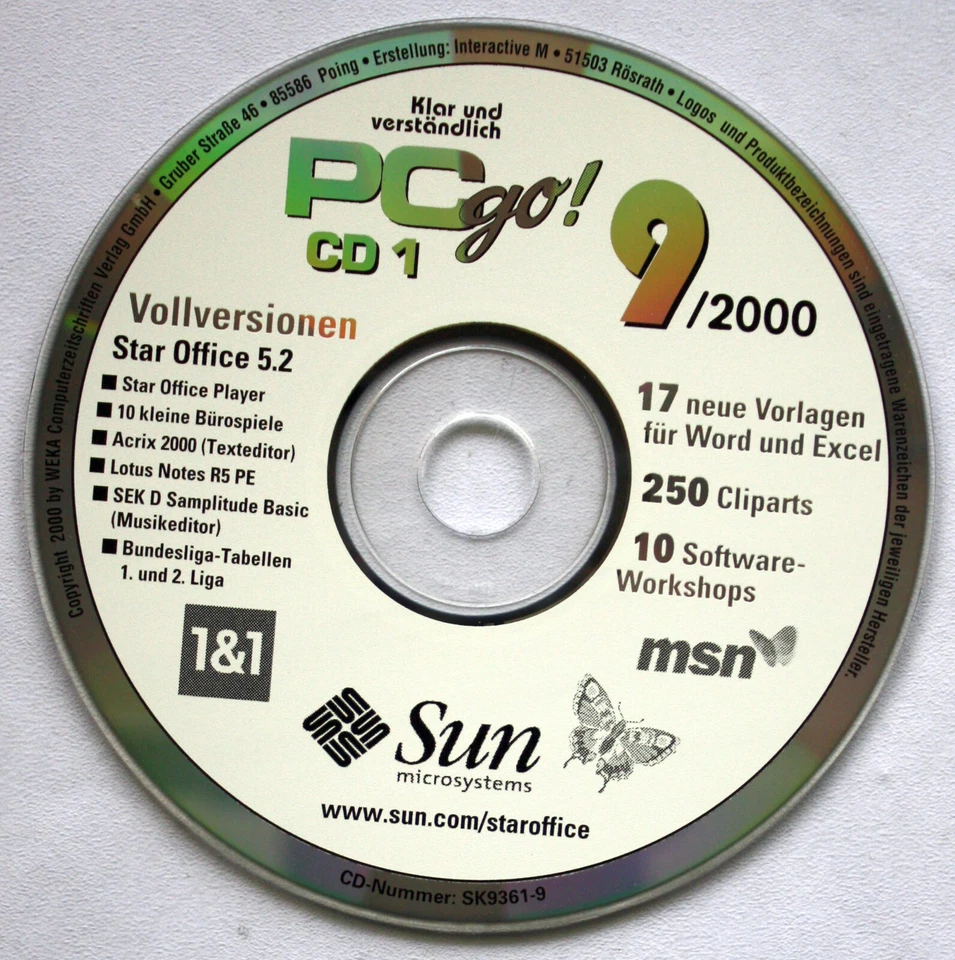 Copyright 2000 by WEKA Computerzeitschriften Verlag GmbH • Gruber Straße 46 • 85586 Poing • Erstellung: Interactive M • 51503 Rösrath • Logos und Produktbezeichnungen sind eingetragene Warenzeichen der jeweiligen Hersteller.
Klar und
verständlich
PCgo!
CD 1
9/2000
Vollversionen
Star Office 5.2
Star Office Player
10 kleine Bürospiele
Acrix 2000 (Texteditor)
Lotus Notes R5 PE
SEK D Samplitude Basic
(Musikeditor)
Bundesliga-Tabellen
1. und 2. Liga
17 neue Vorlagen
für Word und Excel
250 Cliparts
10 Software-
Workshops
1&1
msn
Sun
microsystems
www.sun.com/staroffice
CD-Nummer: SK9361-9